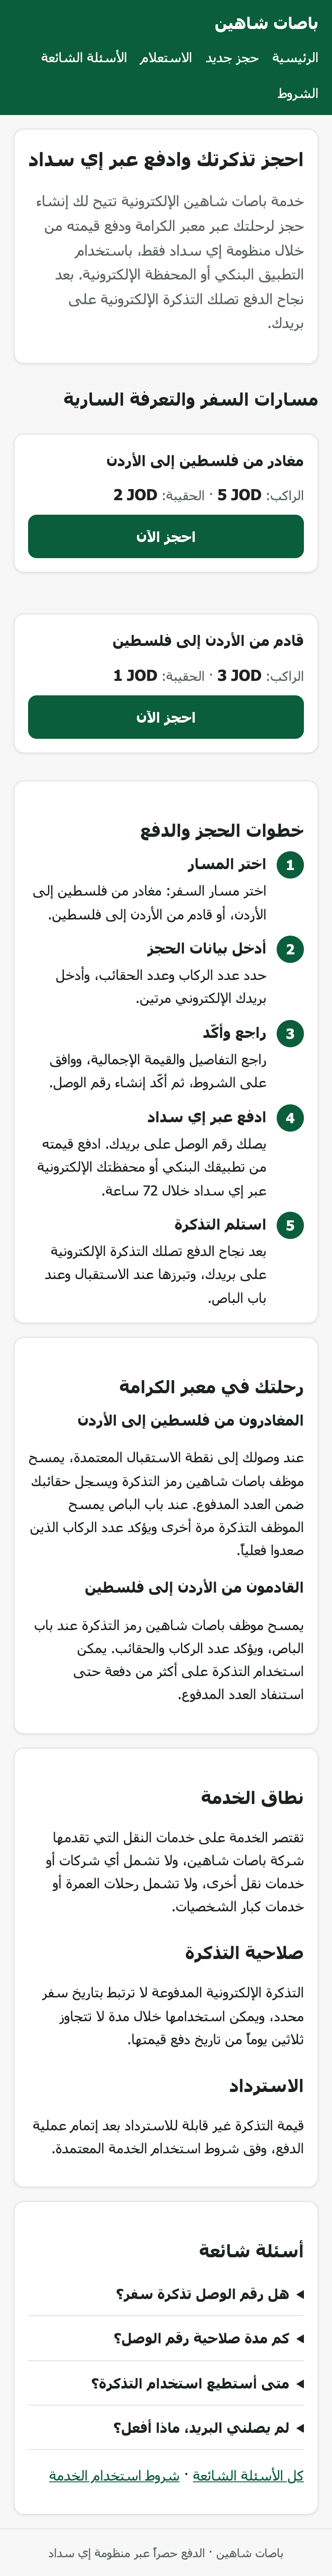 باصات شاهين
الرئيسية حجز جديد الاستعلام الأسئلة الشائعة
الشروط
احجز تذكرتك وادفع عبر إي سداد
خدمة باصات شاهين الإلكترونية تتيح لك إنشاء
حجز لرحلتك عبر معبر الكرامة ودفع قيمته من
خلال منظومة إي سداد فقط، باستخدام
التطبيق البنكي أو المحفظة الإلكترونية. بعد
نجاح الدفع تصلك التذكرة الإلكترونية على
بريدك.
مسارات السفر والتعرفة السارية
مغادر من فلسطين إلى الأردن
الراكب: 5 JOD · الحقيبة: 2 JOD
احجز الآن
قادم من الأردن إلى فلسطين
الراكب: 3 JOD · الحقيبة: 1 JOD
احجز الآن
خطوات الحجز والدفع
1 اختر المسار
اختر مسار السفر: مغادر من فلسطين إلى
الأردن، أو قادم من الأردن إلى فلسطين.
2 أدخل بيانات الحجز
حدد عدد الركاب وعدد الحقائب، وأدخل
بريدك الإلكتروني مرتين.
3 راجع وأكّد
راجع التفاصيل والقيمة الإجمالية، ووافق
على الشروط، ثم أكّد إنشاء رقم الوصل.
4 ادفع عبر إي سداد
يصلك رقم الوصل على بريدك. ادفع قيمته
من تطبيقك البنكي أو محفظتك الإلكترونية
عبر إي سداد خلال 72 ساعة.
5 استلم التذكرة
بعد نجاح الدفع تصلك التذكرة الإلكترونية
على بريدك، وتبرزها عند الاستقبال وعند
باب الباص.
رحلتك في معبر الكرامة
المغادرون من فلسطين إلى الأردن
عند وصولك إلى نقطة الاستقبال المعتمدة، يمسح
موظف باصات شاهين رمز التذكرة ويسجل حقائبك
ضمن العدد المدفوع. عند باب الباص يمسح
الموظف التذكرة مرة أخرى ويؤكد عدد الركاب الذين
صعدوا فعلياً.
القادمون من الأردن إلى فلسطين
يمسح موظف باصات شاهين رمز التذكرة عند باب
الباص، ويؤكد عدد الركاب والحقائب. يمكن
استخدام التذكرة على أكثر من دفعة حتى
استنفاد العدد المدفوع.
نطاق الخدمة
تقتصر الخدمة على خدمات النقل التي تقدمها
شركة باصات شاهين، ولا تشمل أي شركات أو
خدمات نقل أخرى، ولا تشمل رحلات العمرة أو
خدمات كبار الشخصيات.
صلاحية التذكرة
التذكرة الإلكترونية المدفوعة لا ترتبط بتاريخ سفر
محدد، ويمكن استخدامها خلال مدة لا تتجاوز
ثلاثين يوماً من تاريخ دفع قيمتها.
الاسترداد
قيمة التذكرة غير قابلة للاسترداد بعد إتمام عملية
الدفع، وفق شروط استخدام الخدمة المعتمدة.
أسئلة شائعة
هل رقم الوصل تذكرة سفر؟
كم مدة صلاحية رقم الوصل؟
متى أستطيع استخدام التذكرة؟
لم يصلني البريد، ماذا أفعل؟
كل الأسئلة الشائعة · شروط استخدام الخدمة
باصات شاهين · الدفع حصراً عبر منظومة إي سداد